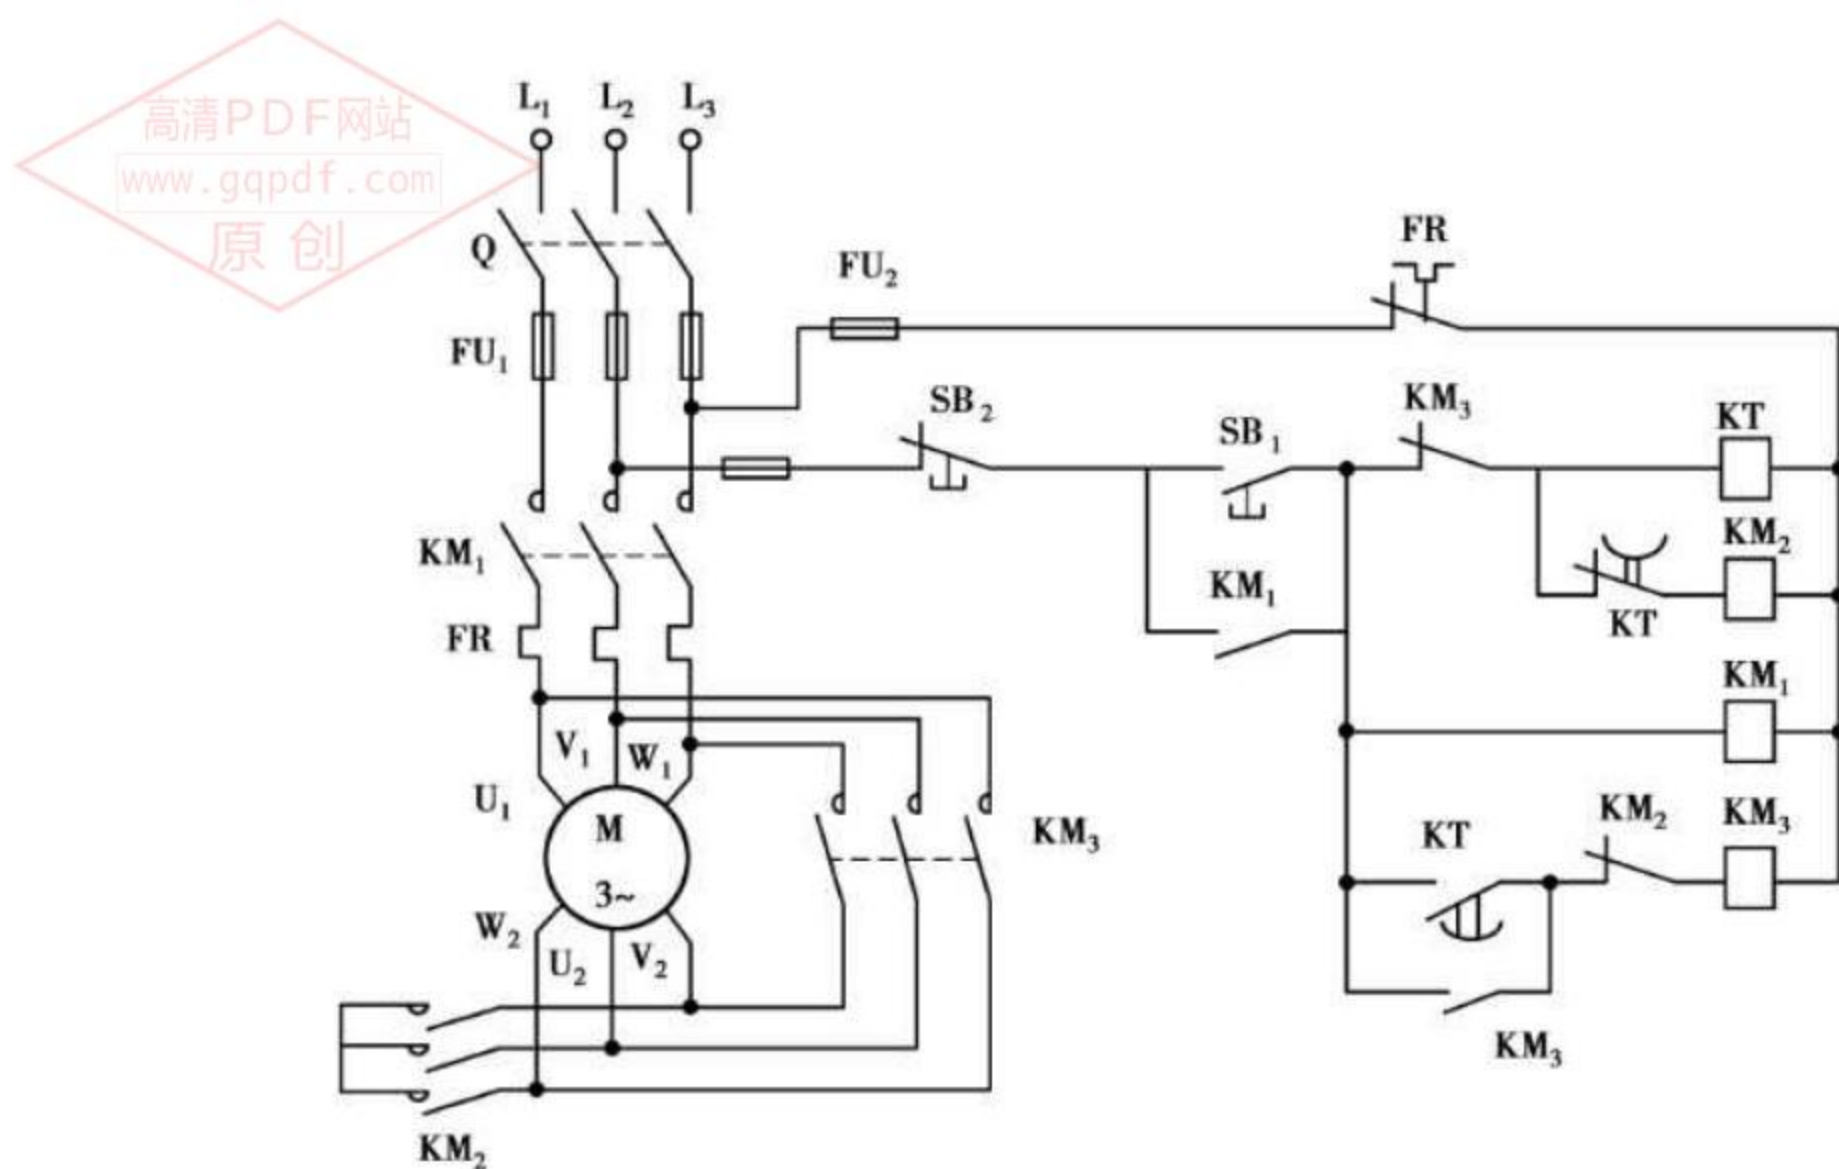 高清PDF网站
www.gqpdf.com
原创
L₁ L₂ L₃
Q
FU₁
FU₂
FR
SB₂
SB₁
KM₃
KT
KM₁
KM₂
KT
KM₁
FR
KM₁
V₁ W₁
U₁
M
3~
KM₃
KT
KM₂
KM₃
W₂
U₂
V₂
KM₃
KM₂